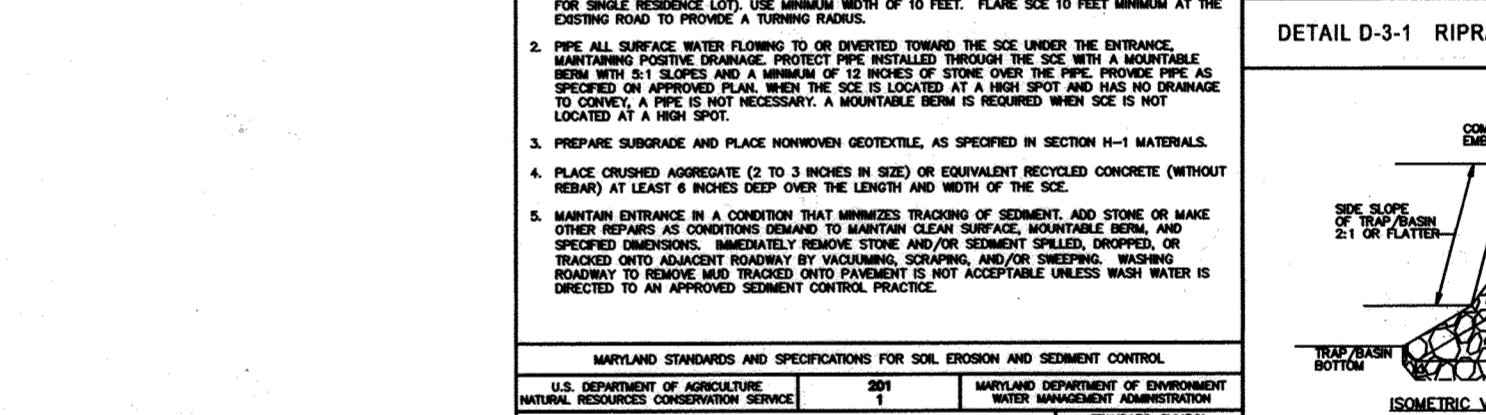 FOR SINGLE RESIDENCE LOT). USE MINIMUM WIDTH OF 10 FEET. FLARE SCE 10 FEET MINIMUM AT THE
EXISTING ROAD TO PROVIDE A TURNING RADIUS.
2. PIPE ALL SURFACE WATER FLOWING TO OR DIVERTED TOWARD THE SCE UNDER THE ENTRANCE,
MAINTAINING POSITIVE DRAINAGE. PROTECT PIPE INSTALLED THROUGH THE SCE WITH A MOUNTABLE
BERM WITH 5:1 SLOPES AND A MINIMUM OF 12 INCHES OF STONE OVER THE PIPE. PROVIDE PIPE AS
SPECIFIED ON APPROVED PLAN. WHEN THE SCE IS LOCATED AT A HIGH SPOT AND HAS NO DRAINAGE
TO CONVEY, A PIPE IS NOT NECESSARY. A MOUNTABLE BERM IS REQUIRED WHEN SCE IS NOT
LOCATED AT A HIGH SPOT.
3. PREPARE SUBGRADE AND PLACE NONWOVEN GEOTEXTILE, AS SPECIFIED IN SECTION H-1 MATERIALS.
4. PLACE CRUSHED AGGREGATE (2 TO 3 INCHES IN SIZE) OR EQUIVALENT RECYCLED CONCRETE (WITHOUT
REBAR) AT LEAST 6 INCHES DEEP OVER THE LENGTH AND WIDTH OF THE SCE.
5. MAINTAIN ENTRANCE IN A CONDITION THAT MINIMIZES TRACKING OF SEDIMENT. ADD STONE OR MAKE
OTHER REPAIRS AS CONDITIONS DEMAND TO MAINTAIN CLEAN SURFACE, MOUNTABLE BERM, AND
SPECIFIED DIMENSIONS. IMMEDIATELY REMOVE STONE AND/OR SEDIMENT SPILLED, DROPPED, OR
TRACKED ONTO ADJACENT ROADWAY BY VACUUMING, SCRAPING, AND/OR SWEEPING. WASHING
ROADWAY TO REMOVE MUD TRACKED ONTO PAVEMENT IS NOT ACCEPTABLE UNLESS WASH WATER IS
DIRECTED TO AN APPROVED SEDIMENT CONTROL PRACTICE.
MARYLAND STANDARDS AND SPECIFICATIONS FOR SOIL EROSION AND SEDIMENT CONTROL
U.S. DEPARTMENT OF AGRICULTURE
NATURAL RESOURCES CONSERVATION SERVICE
201
1
MARYLAND DEPARTMENT OF ENVIRONMENT
WATER MANAGEMENT ADMINISTRATION
DETAIL D-3-1 RIPR
COM
EMB
SIDE SLOPE
OF TRAP/BASIN
2:1 OR FLATTER
TRAP/BASIN
BOTTOM
ISOMETRIC